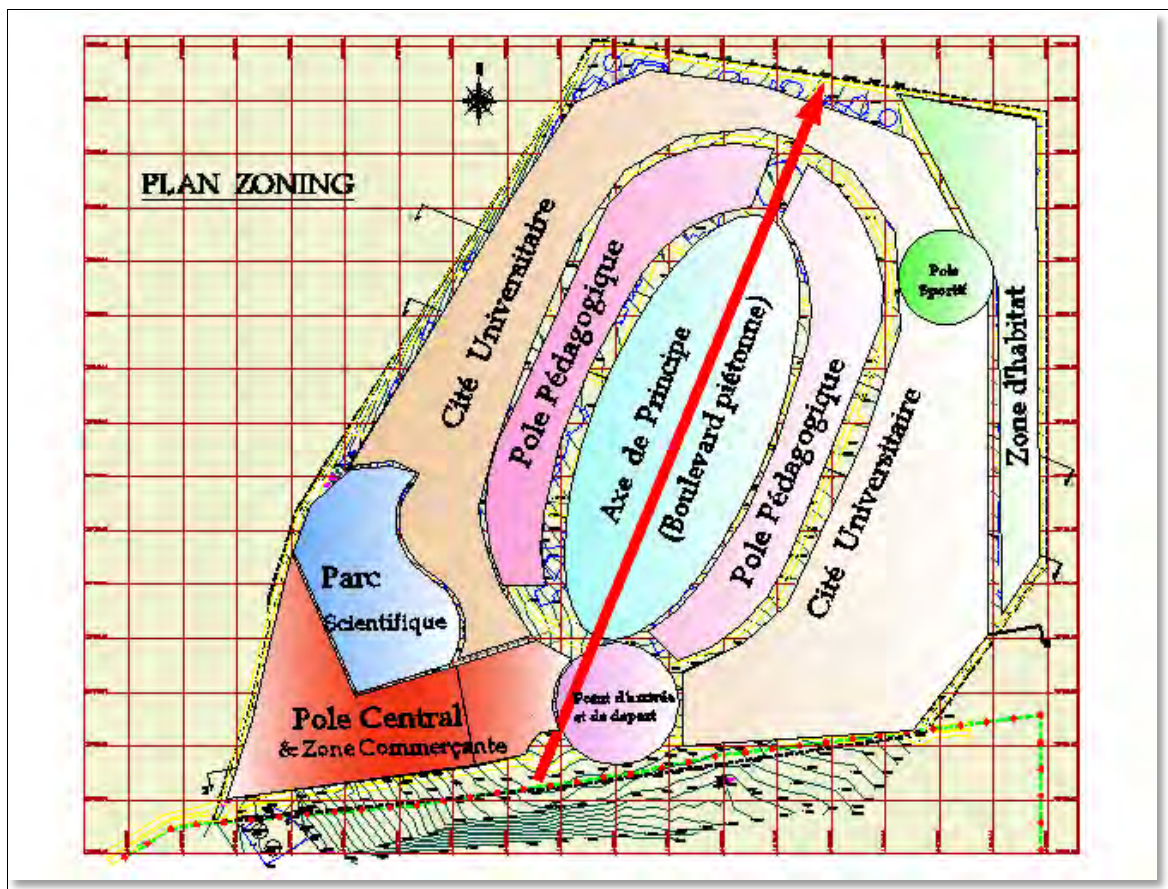 PLAN ZONING
Cité Universitaire
Pole Pédagogique
Axe de Principe
(Boulevard piétonne)
Pole Pédagogique
Cité Universitaire
Pole
Sportif
Zone d'habitat
Parc
Scientifique
Pole Central
& Zone Commerçante
Point d'entrée
et de depart